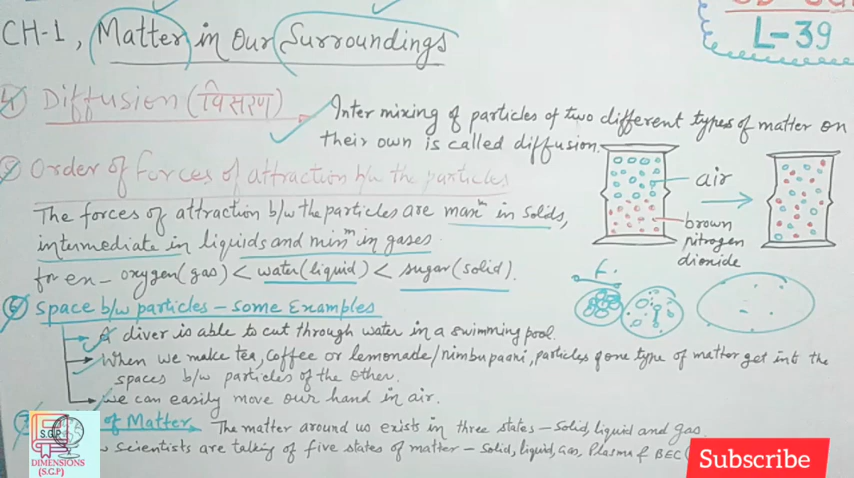 L-39
CH-1, Matter in Our Surroundings
4) Diffusion (विसरण) → Inter mixing of particles of two different types of matter on
their own is called diffusion.
Order of forces of attraction b/w the particles
air
brown
nitrogen
dioxide
The forces of attraction b/w the particles are maxm in solids,
intermediate in liquids and minm in gases.
for ex- oxygen(gas) < water(liquid) < sugar(solid).
6) Space b/w particles - Some Examples
A diver is able to cut through water in a swimming pool.
When we make tea, coffee or lemonade/nimbu paani, particles of one type of matter get into the
spaces b/w particles of the other.
We can easily move our hand in air.
of Matter → The matter around us exists in three states - Solid, liquid and gas.
Scientists are talking of five states of matter - Solid, liquid, Gas, Plasma & BEC (
S.G.P
DIMENSIONS
(S.G.P)
Subscribe